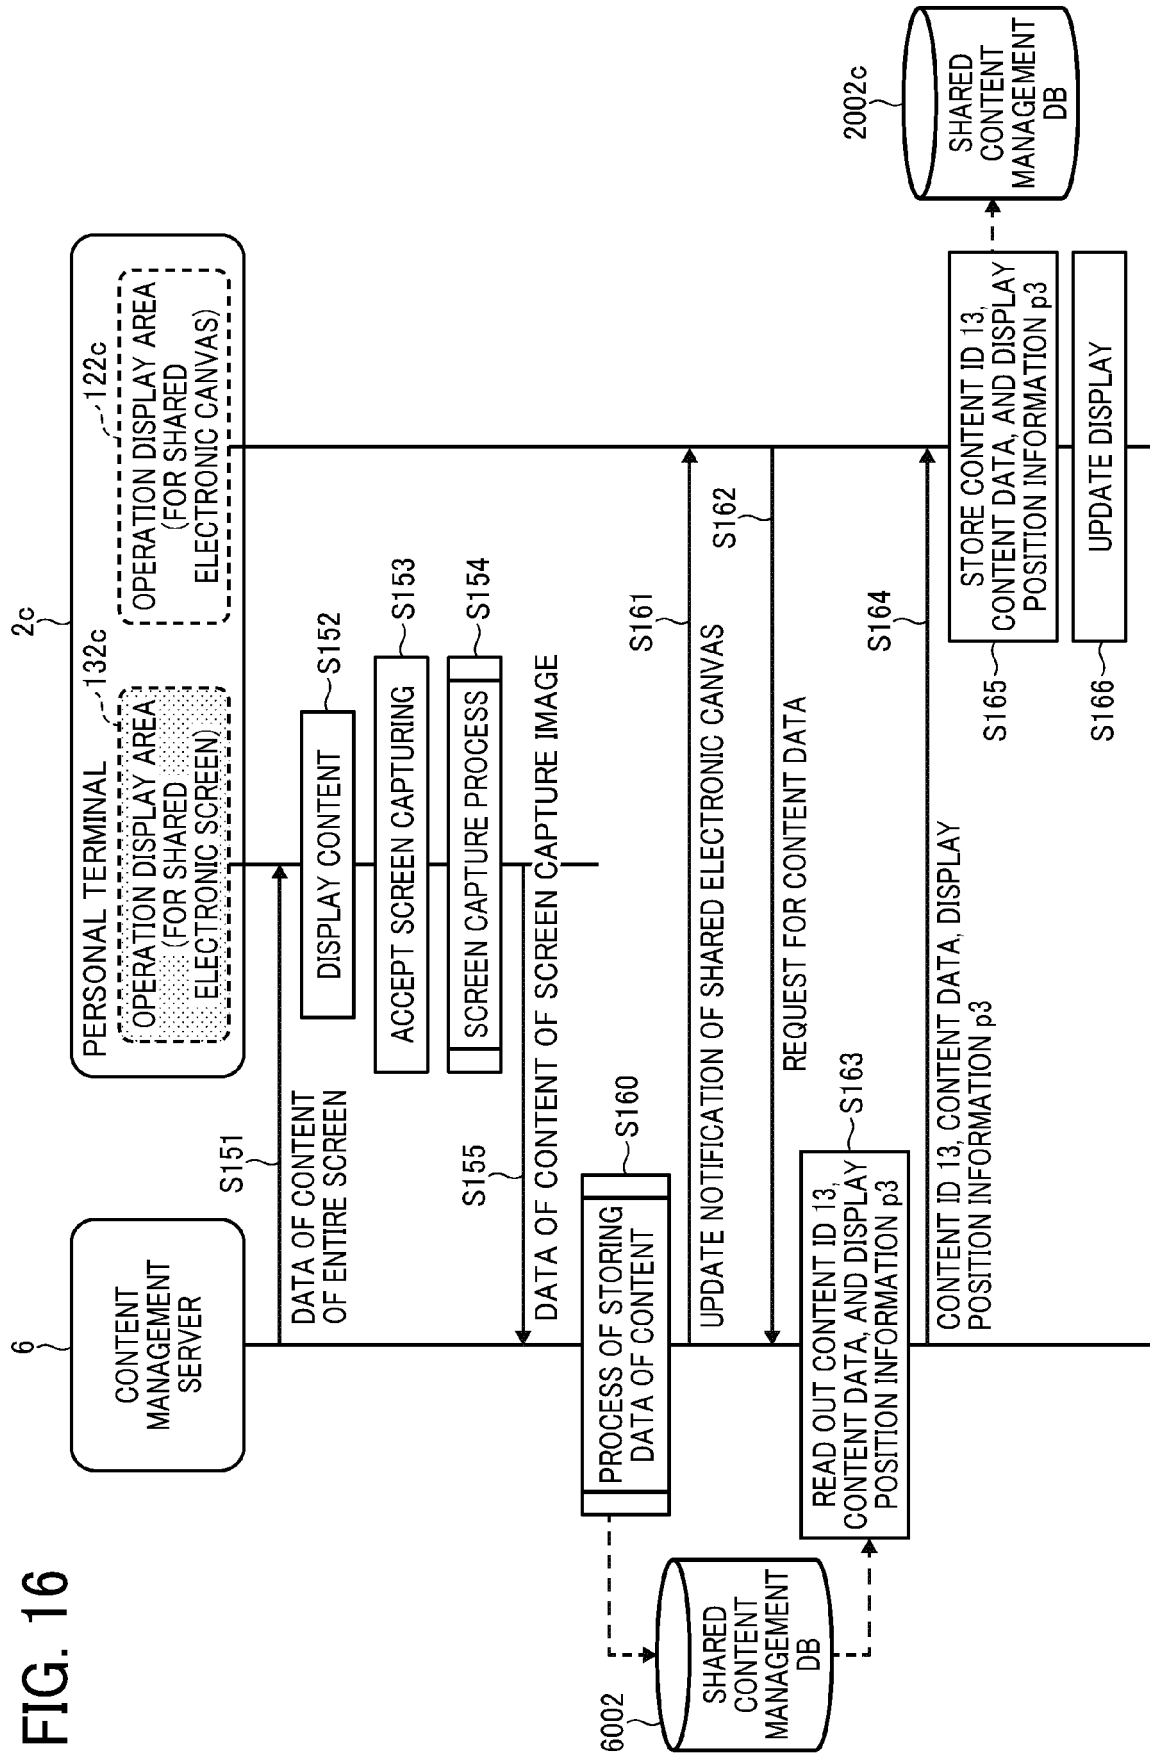 FIG. 16
6
CONTENT
MANAGEMENT
SERVER
2c
PERSONAL TERMINAL
132c
OPERATION DISPLAY AREA
(FOR SHARED
ELECTRONIC SCREEN)
122c
OPERATION DISPLAY AREA
(FOR SHARED
ELECTRONIC CANVAS)
S151
DATA OF CONTENT
OF ENTIRE SCREEN
S152
DISPLAY CONTENT
S153
ACCEPT SCREEN CAPTURING
S154
SCREEN CAPTURE PROCESS
S155
DATA OF CONTENT OF SCREEN CAPTURE IMAGE
S160
PROCESS OF STORING
DATA OF CONTENT
6002
SHARED
CONTENT
MANAGEMENT
DB
S161
UPDATE NOTIFICATION OF SHARED ELECTRONIC CANVAS
S162
REQUEST FOR CONTENT DATA
S163
READ OUT CONTENT ID 13,
CONTENT DATA, AND DISPLAY
POSITION INFORMATION p3
S164
CONTENT ID 13, CONTENT DATA, DISPLAY
POSITION INFORMATION p3
S165
STORE CONTENT ID 13,
CONTENT DATA, AND DISPLAY
POSITION INFORMATION p3
2002c
SHARED
CONTENT
MANAGEMENT
DB
S166
UPDATE DISPLAY